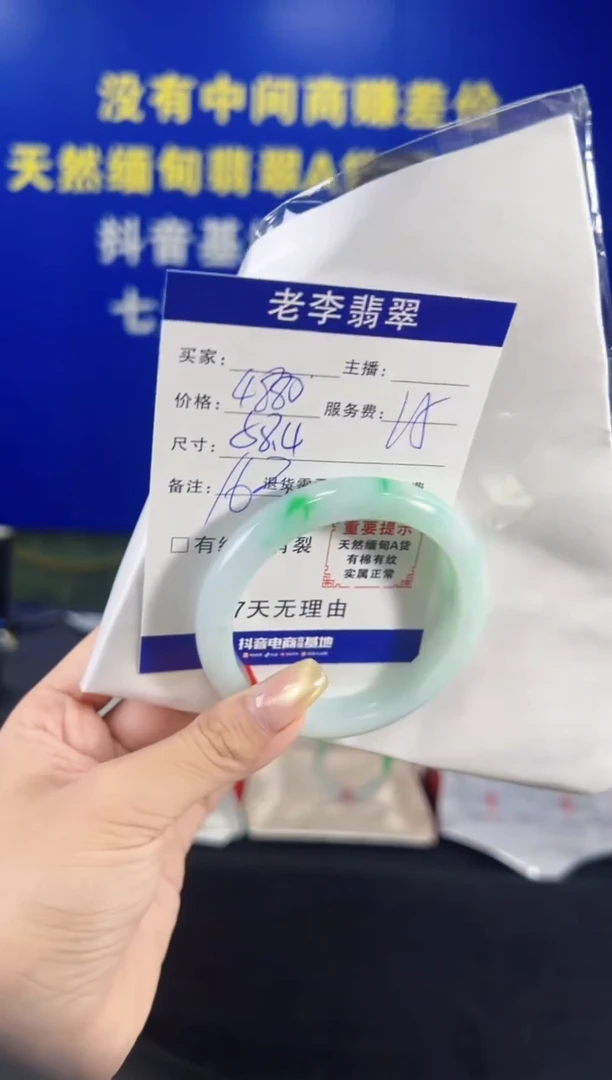 没有中间商赚差价
天然缅甸翡翠A货
抖音基
七
老李翡翠
买家： 主播：
价格：4880 服务费：
尺寸：58.4
备注：163 退货需 费
□有 裂
重要提示
天然缅甸A货
有棉有纹
实属正常
7天无理由
抖音电商 基地